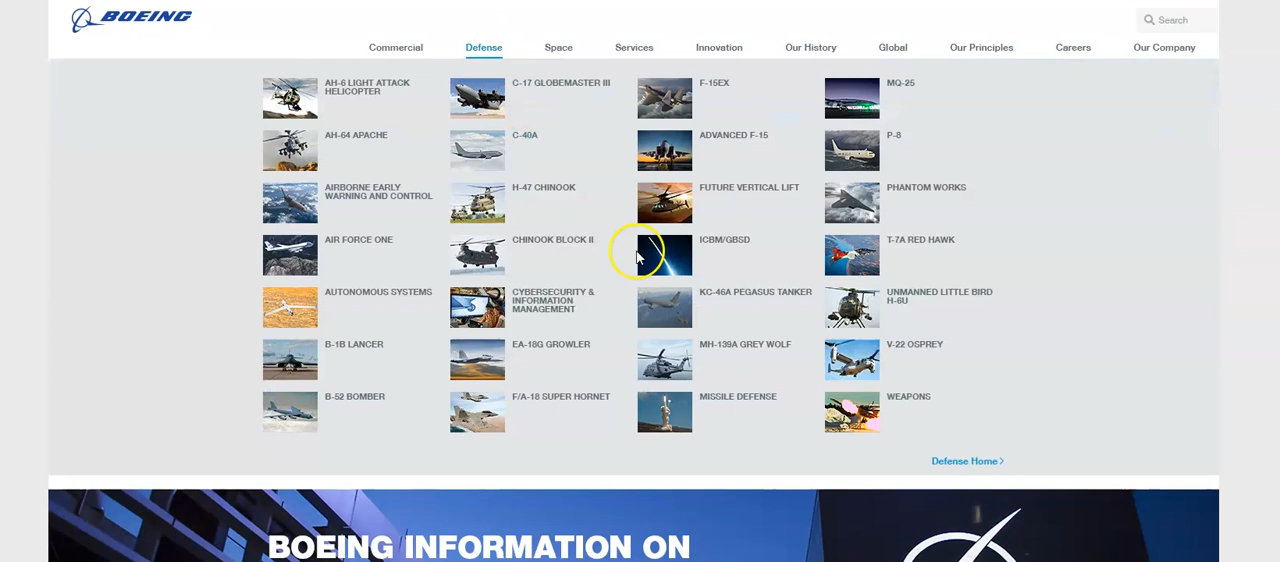 BOEING
Search
Commercial
Defense
Space
Services
Innovation
Our History
Global
Our Principles
Careers
Our Company
AH-6 LIGHT ATTACK
HELICOPTER
C-17 GLOBEMASTER III
F-15EX
MQ-25
AH-64 APACHE
C-40A
ADVANCED F-15
P-8
AIRBORNE EARLY
WARNING AND CONTROL
H-47 CHINOOK
FUTURE VERTICAL LIFT
PHANTOM WORKS
AIR FORCE ONE
CHINOOK BLOCK II
ICBM/GBSD
T-7A RED HAWK
AUTONOMOUS SYSTEMS
CYBERSECURITY &
INFORMATION
MANAGEMENT
KC-46A PEGASUS TANKER
UNMANNED LITTLE BIRD
H-6U
B-1B LANCER
EA-18G GROWLER
MH-139A GREY WOLF
V-22 OSPREY
B-52 BOMBER
F/A-18 SUPER HORNET
MISSILE DEFENSE
WEAPONS
Defense Home
BOEING INFORMATION ON